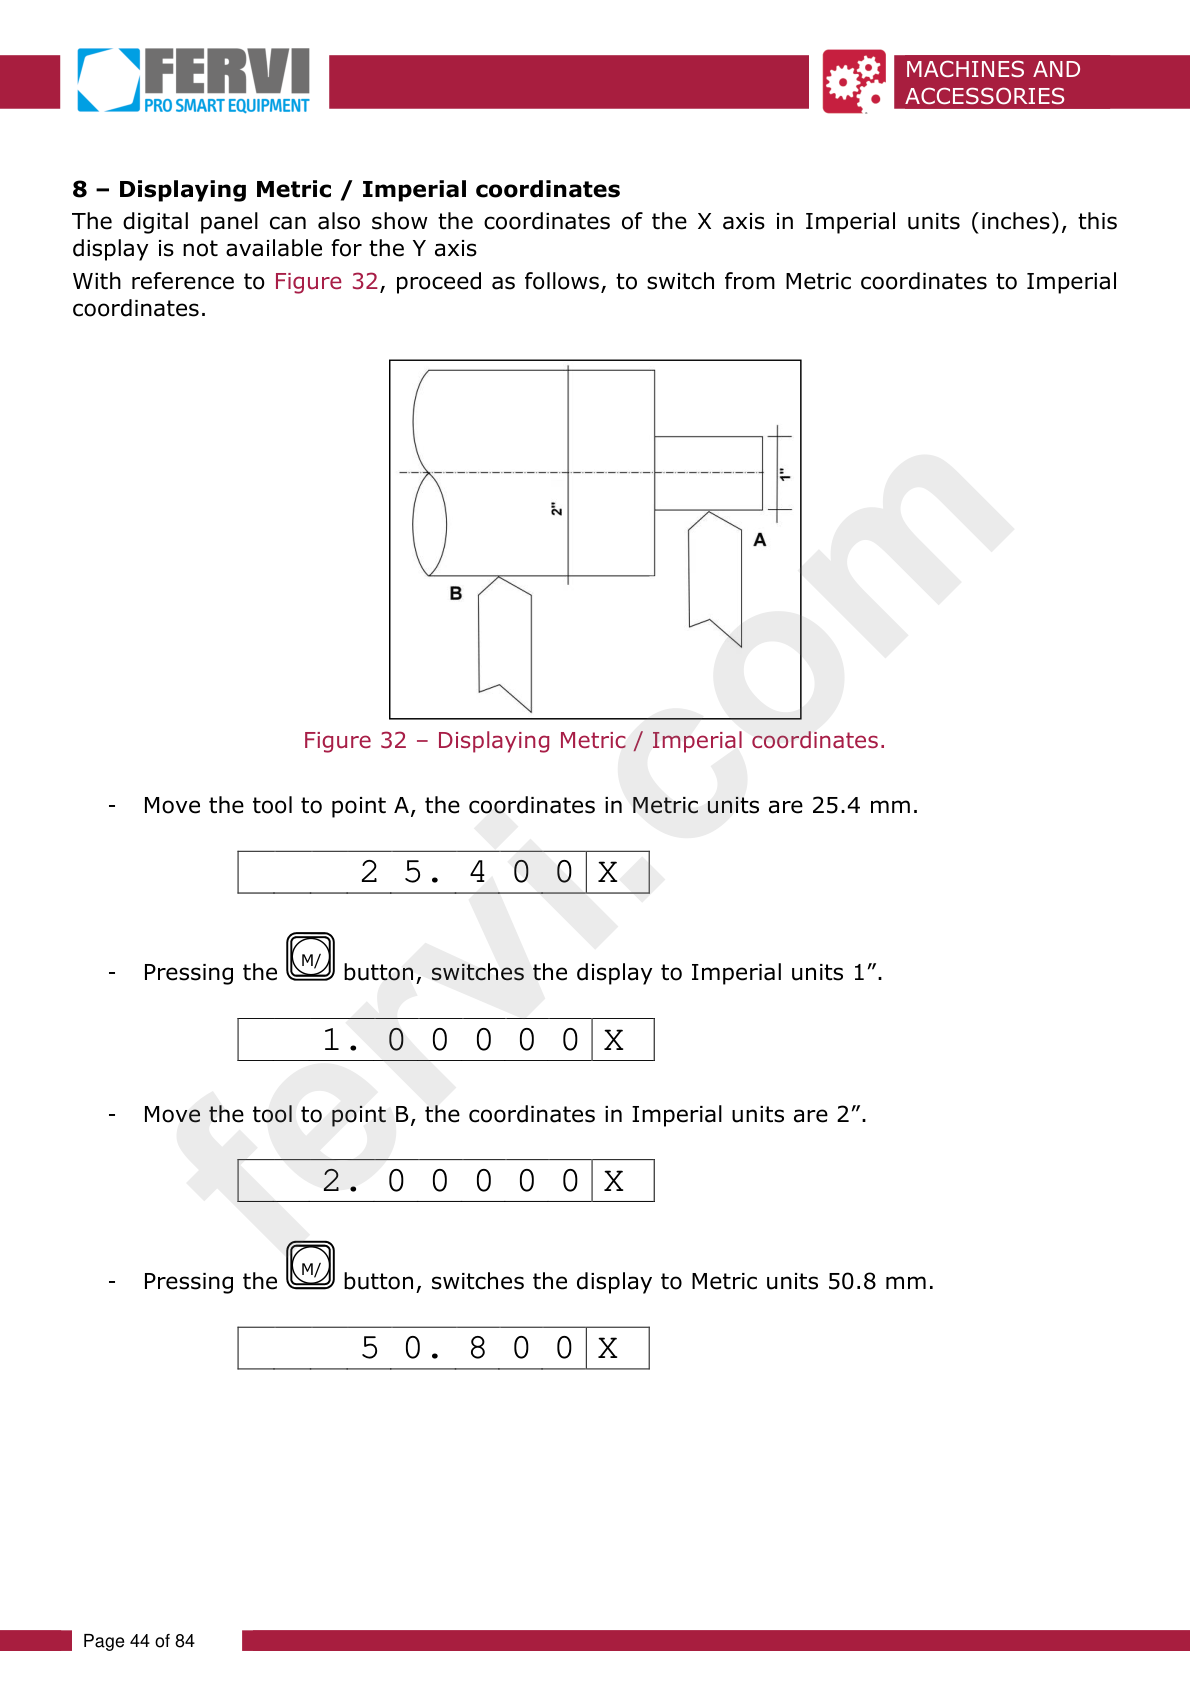 FERVI
PRO SMART EQUIPMENT
MACHINES AND
ACCESSORIES
8 – Displaying Metric / Imperial coordinates
The digital panel can also show the coordinates of the X axis in Imperial units (inches), this
display is not available for the Y axis
With reference to Figure 32, proceed as follows, to switch from Metric coordinates to Imperial
coordinates.
2"
1"
A
B
Figure 32 – Displaying Metric / Imperial coordinates.
- Move the tool to point A, the coordinates in Metric units are 25.4 mm.
2 5. 4 0 0 X
- Pressing the M/ button, switches the display to Imperial units 1”.
1. 0 0 0 0 0 X
- Move the tool to point B, the coordinates in Imperial units are 2”.
2. 0 0 0 0 0 X
- Pressing the M/ button, switches the display to Metric units 50.8 mm.
5 0. 8 0 0 X
fervi.com
Page 44 of 84